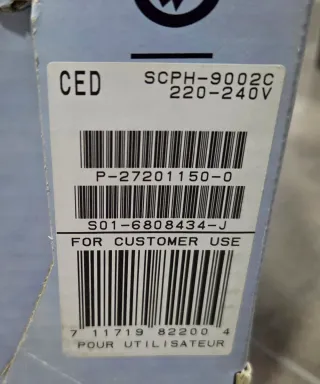 CED SCPH-9002C
220-240V
P-27201150-0
S01-6808434-J
FOR CUSTOMER USE
7 11719 82200 4
POUR UTILISATEUR